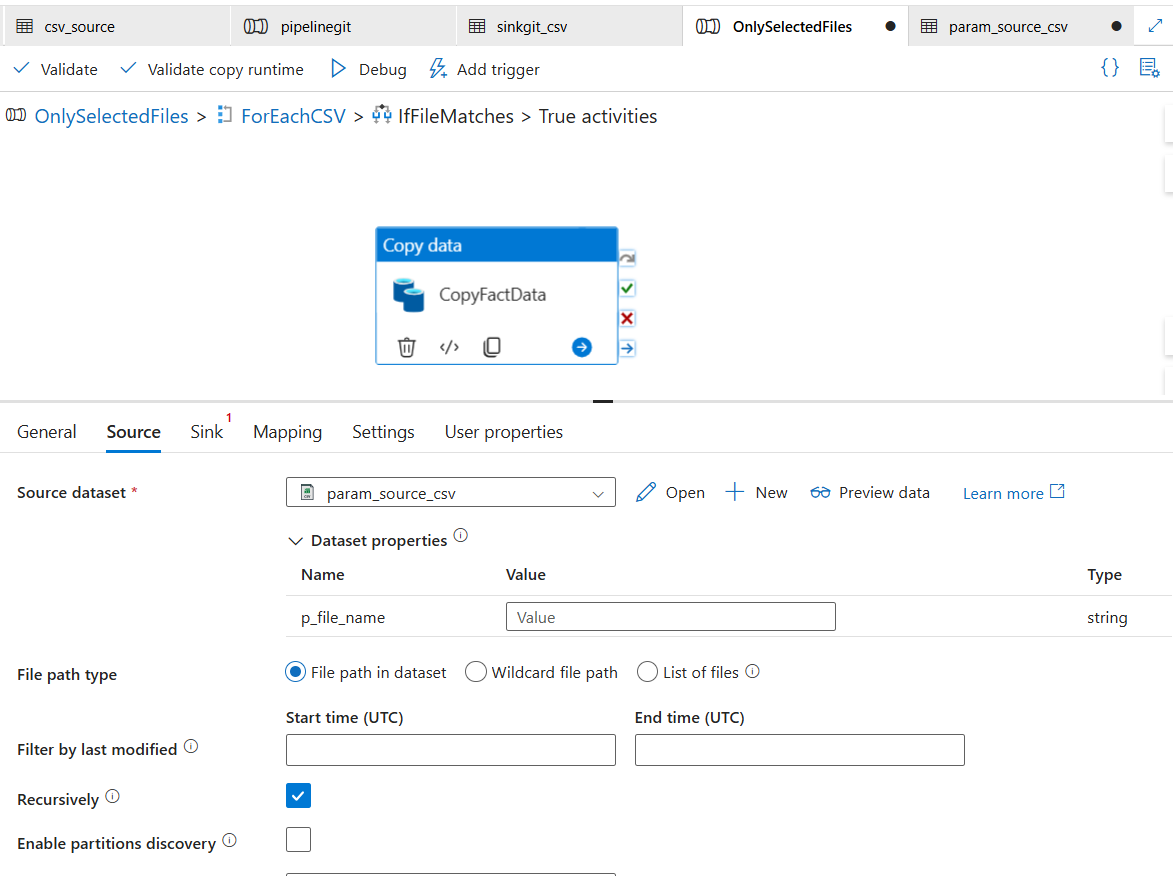 csv_source pipelinegit sinkgit_csv OnlySelectedFiles param_source_csv
Validate Validate copy runtime Debug Add trigger {}
OnlySelectedFiles > ForEachCSV > IfFileMatches > True activities
Copy data
CopyFactData
General Source Sink 1 Mapping Settings User properties
Source dataset * param_source_csv Open New Preview data Learn more
Dataset properties
Name Value Type
p_file_name Value string
File path type File path in dataset Wildcard file path List of files
Start time (UTC) End time (UTC)
Filter by last modified
Recursively
Enable partitions discovery